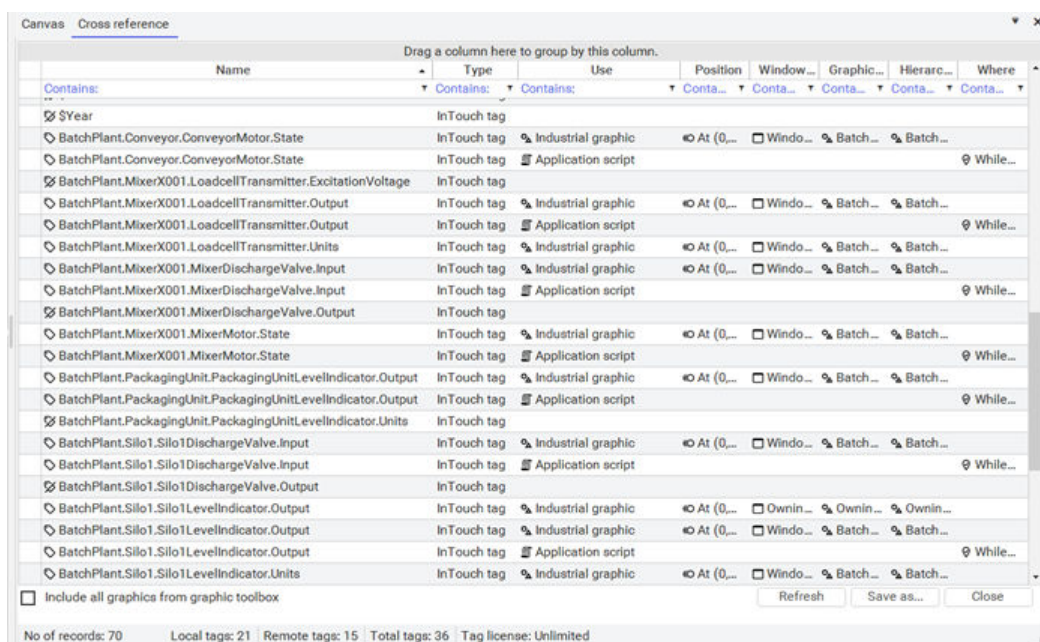 Canvas Cross reference
Drag a column here to group by this column.
Name Type Use Position Window... Graphic... Hierarc... Where
Contains: Contains: Contains: Conta... Conta... Conta... Conta... Conta...
$Year InTouch tag
BatchPlant.Conveyor.ConveyorMotor.State InTouch tag Industrial graphic At (0,... Windo... Batch... Batch...
BatchPlant.Conveyor.ConveyorMotor.State InTouch tag Application script While...
BatchPlant.MixerX001.LoadcellTransmitter.ExcitationVoltage InTouch tag
BatchPlant.MixerX001.LoadcellTransmitter.Output InTouch tag Industrial graphic At (0,... Windo... Batch... Batch...
BatchPlant.MixerX001.LoadcellTransmitter.Output InTouch tag Application script While...
BatchPlant.MixerX001.LoadcellTransmitter.Units InTouch tag Industrial graphic At (0,... Windo... Batch... Batch...
BatchPlant.MixerX001.MixerDischargeValve.Input InTouch tag Industrial graphic At (0,... Windo... Batch... Batch...
BatchPlant.MixerX001.MixerDischargeValve.Input InTouch tag Application script While...
BatchPlant.MixerX001.MixerDischargeValve.Output InTouch tag
BatchPlant.MixerX001.MixerMotor.State InTouch tag Industrial graphic At (0,... Windo... Batch... Batch...
BatchPlant.MixerX001.MixerMotor.State InTouch tag Application script While...
BatchPlant.PackagingUnit.PackagingUnitLevelIndicator.Output InTouch tag Industrial graphic At (0,... Windo... Batch... Batch...
BatchPlant.PackagingUnit.PackagingUnitLevelIndicator.Output InTouch tag Application script While...
BatchPlant.PackagingUnit.PackagingUnitLevelIndicator.Units InTouch tag
BatchPlant.Silo1.Silo1DischargeValve.Input InTouch tag Industrial graphic At (0,... Windo... Batch... Batch...
BatchPlant.Silo1.Silo1DischargeValve.Input InTouch tag Application script While...
BatchPlant.Silo1.Silo1DischargeValve.Output InTouch tag
BatchPlant.Silo1.Silo1LevelIndicator.Output InTouch tag Industrial graphic At (0,... Ownin... Ownin... Ownin...
BatchPlant.Silo1.Silo1LevelIndicator.Output InTouch tag Industrial graphic At (0,... Windo... Batch... Batch...
BatchPlant.Silo1.Silo1LevelIndicator.Output InTouch tag Application script While...
BatchPlant.Silo1.Silo1LevelIndicator.Units InTouch tag Industrial graphic At (0,... Windo... Batch... Batch...
Include all graphics from graphic toolbox Refresh Save as... Close
No of records: 70 Local tags: 21 Remote tags: 15 Total tags: 36 Tag license: Unlimited